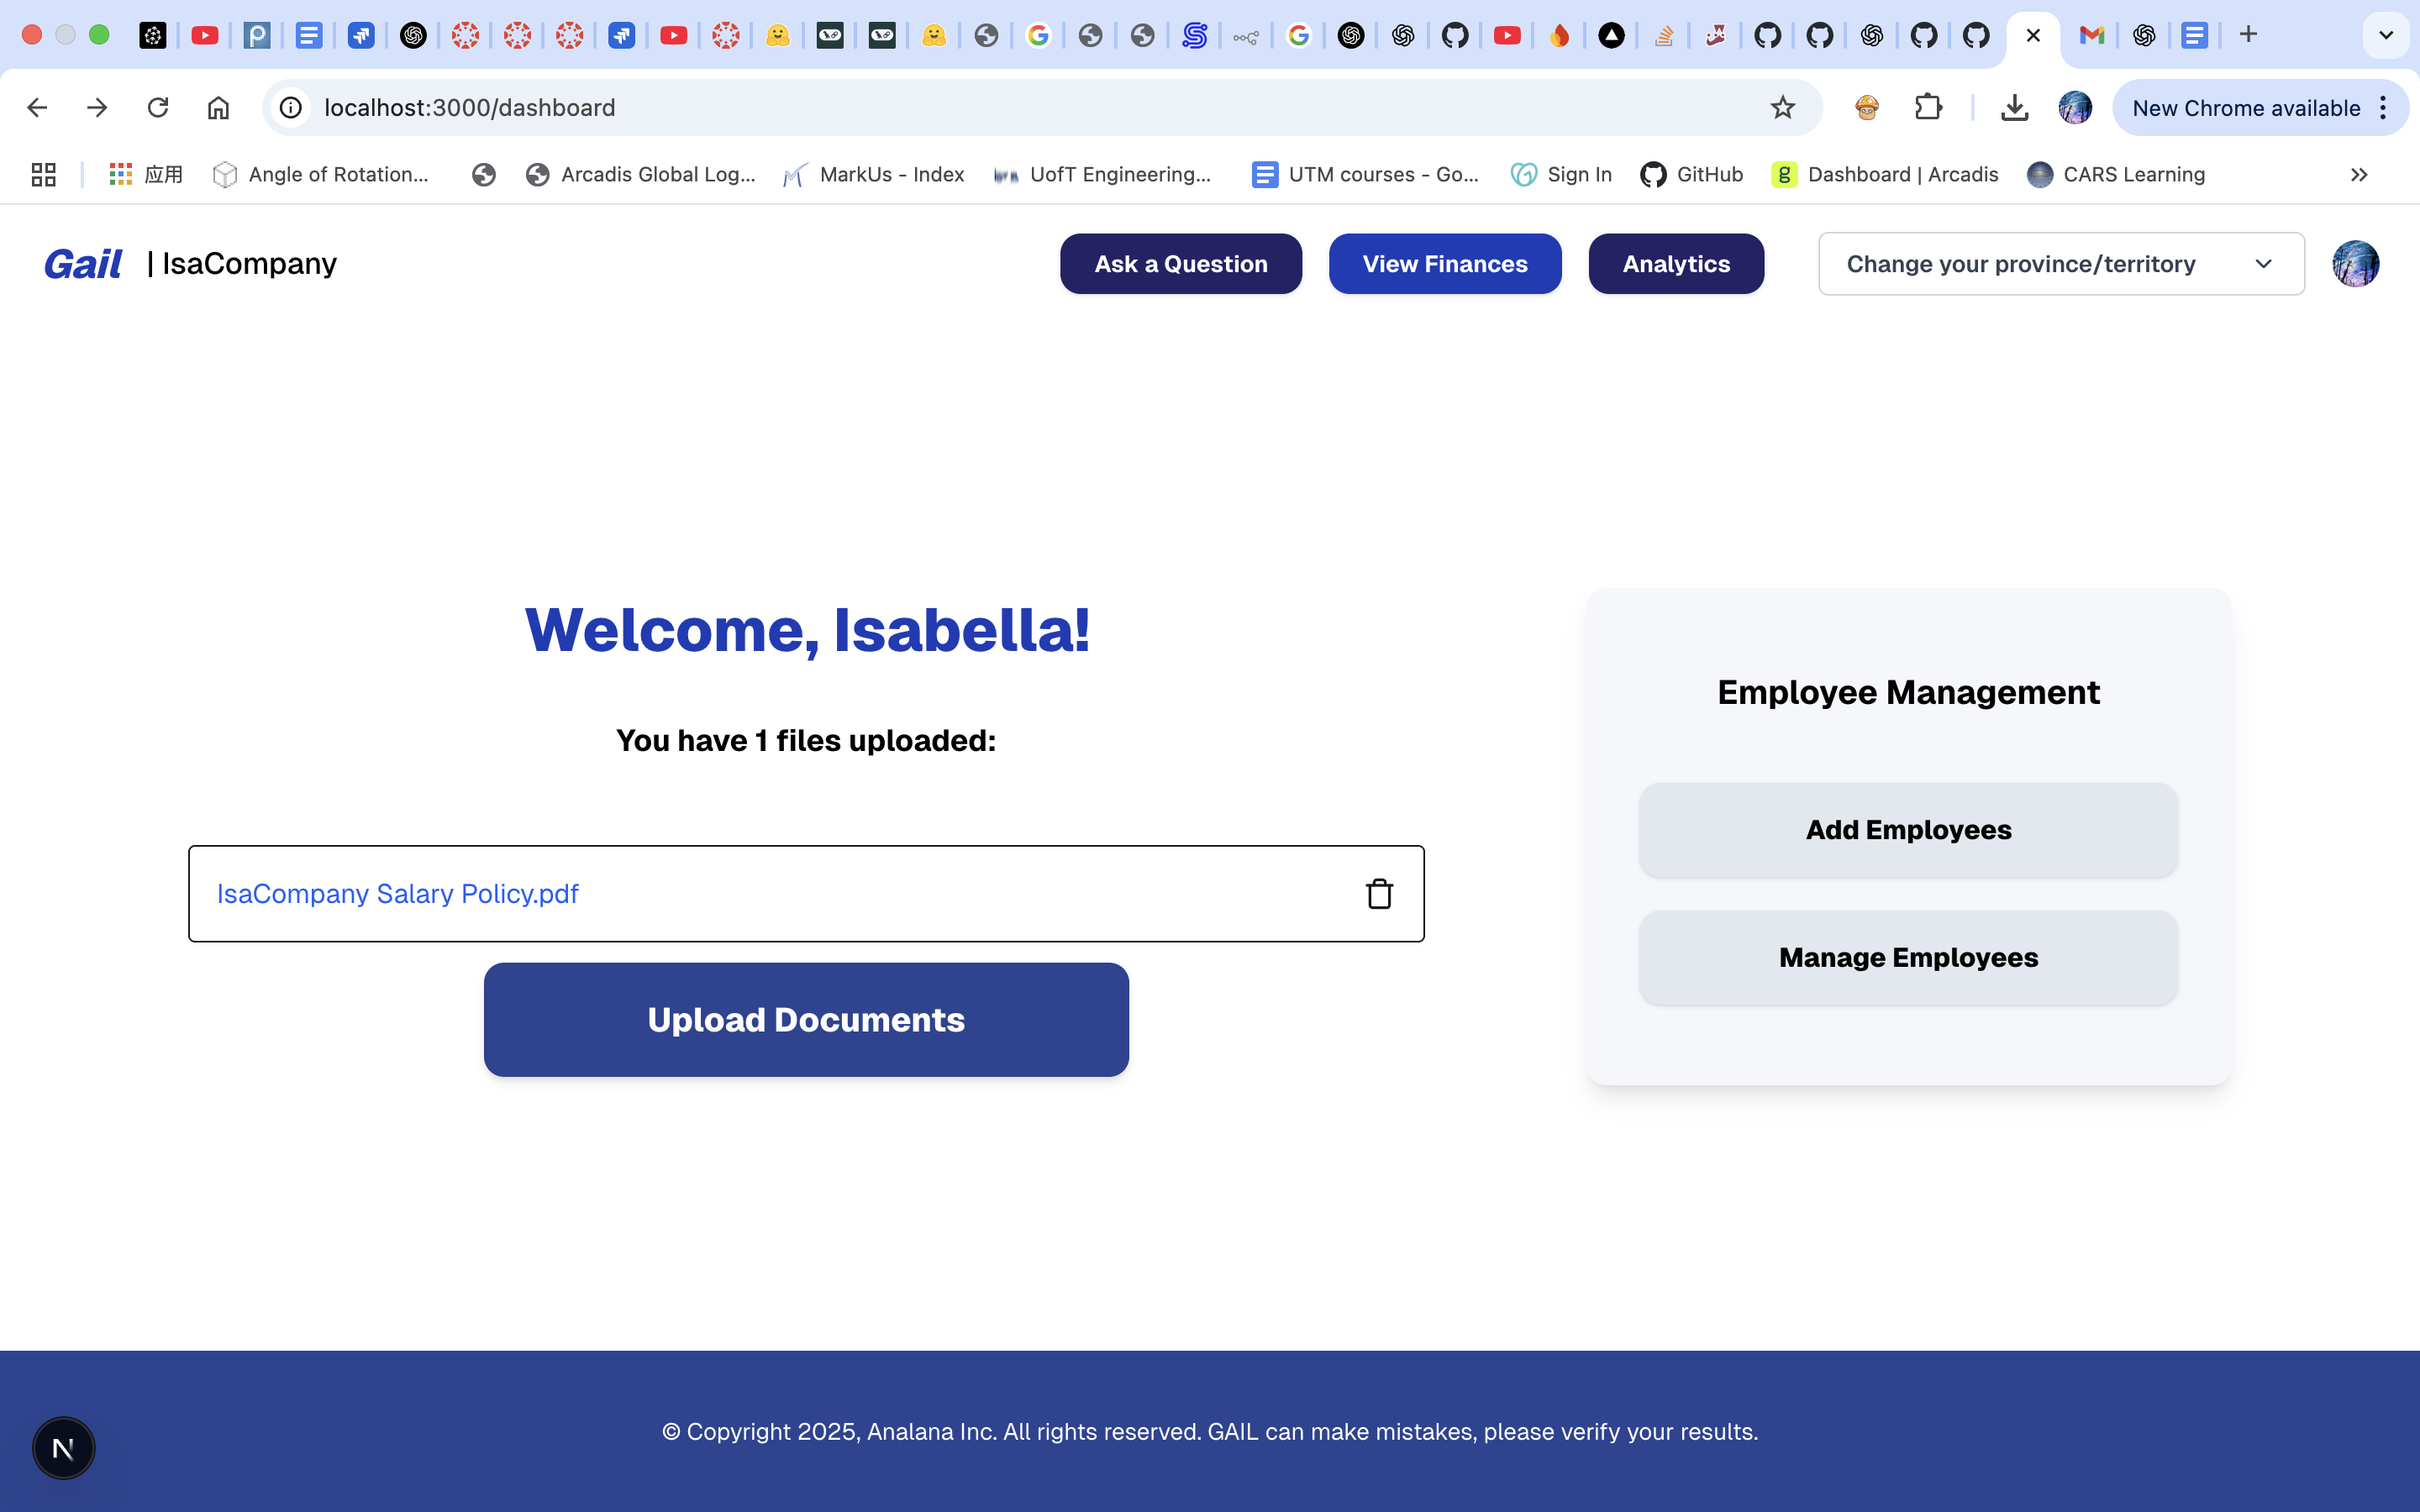 localhost:3000/dashboard
New Chrome available
应用
Angle of Rotation...
Arcadis Global Log...
MarkUs - Index
UofT Engineering...
UTM courses - Go...
Sign In
GitHub
Dashboard | Arcadis
CARS Learning
Gail | IsaCompany
Ask a Question
View Finances
Analytics
Change your province/territory
Welcome, Isabella!
You have 1 files uploaded:
IsaCompany Salary Policy.pdf
Upload Documents
Employee Management
Add Employees
Manage Employees
© Copyright 2025, Analana Inc. All rights reserved. GAIL can make mistakes, please verify your results.
N